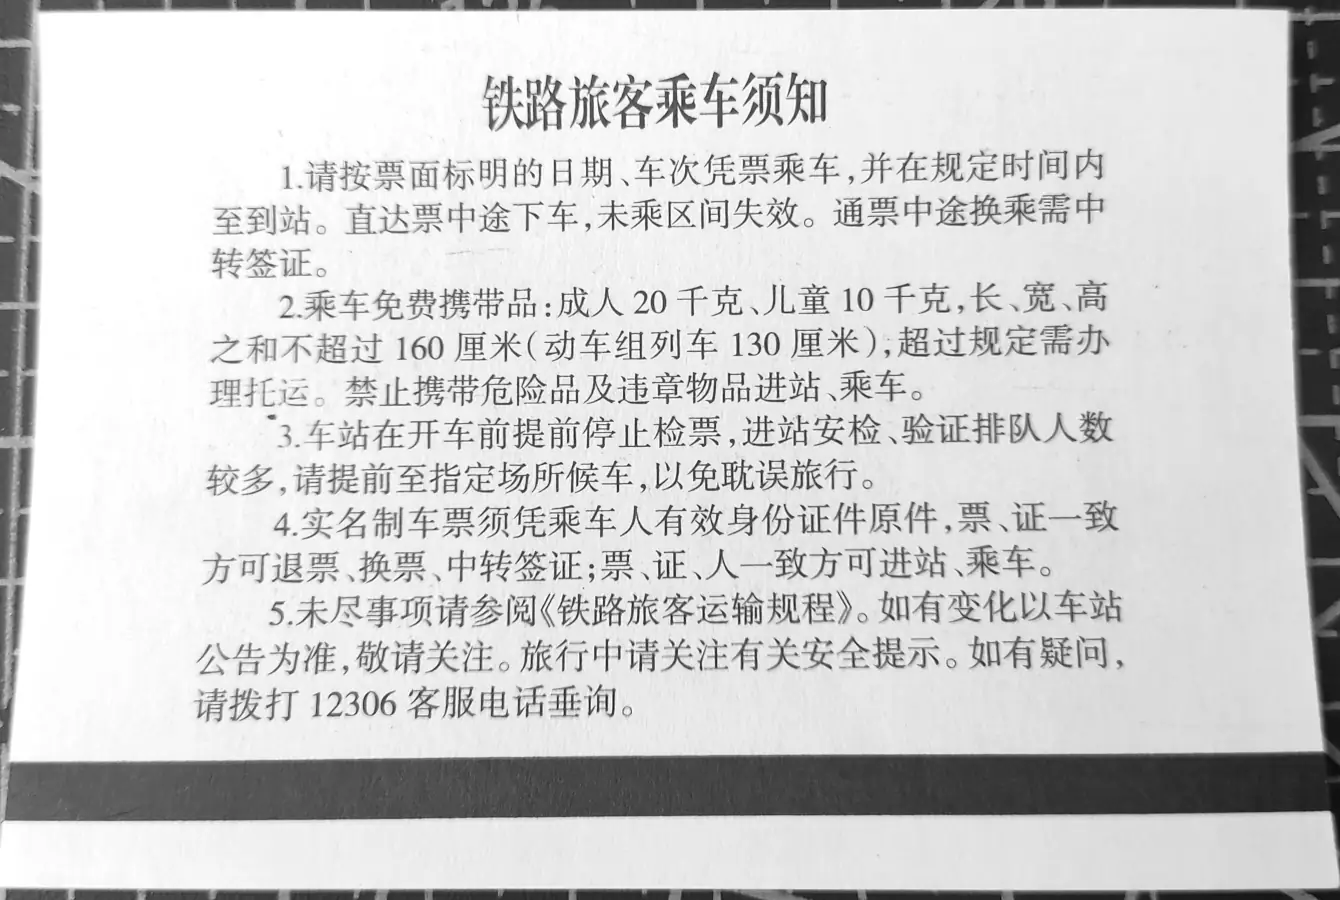 铁路旅客乘车须知
1.请按票面标明的日期、车次凭票乘车,并在规定时间内
至到站。直达票中途下车,未乘区间失效。通票中途换乘需中
转签证。
2.乘车免费携带品:成人 20 千克、儿童 10 千克,长、宽、高
之和不超过 160 厘米(动车组列车 130 厘米),超过规定需办
理托运。禁止携带危险品及违章物品进站、乘车。
3.车站在开车前提前停止检票,进站安检、验证排队人数
较多,请提前至指定场所候车,以免耽误旅行。
4.实名制车票须凭乘车人有效身份证件原件,票、证一致
方可退票、换票、中转签证;票、证、人一致方可进站、乘车。
5.未尽事项请参阅《铁路旅客运输规程》。如有变化以车站
公告为准,敬请关注。旅行中请关注有关安全提示。如有疑问,
请拨打 12306 客服电话垂询。